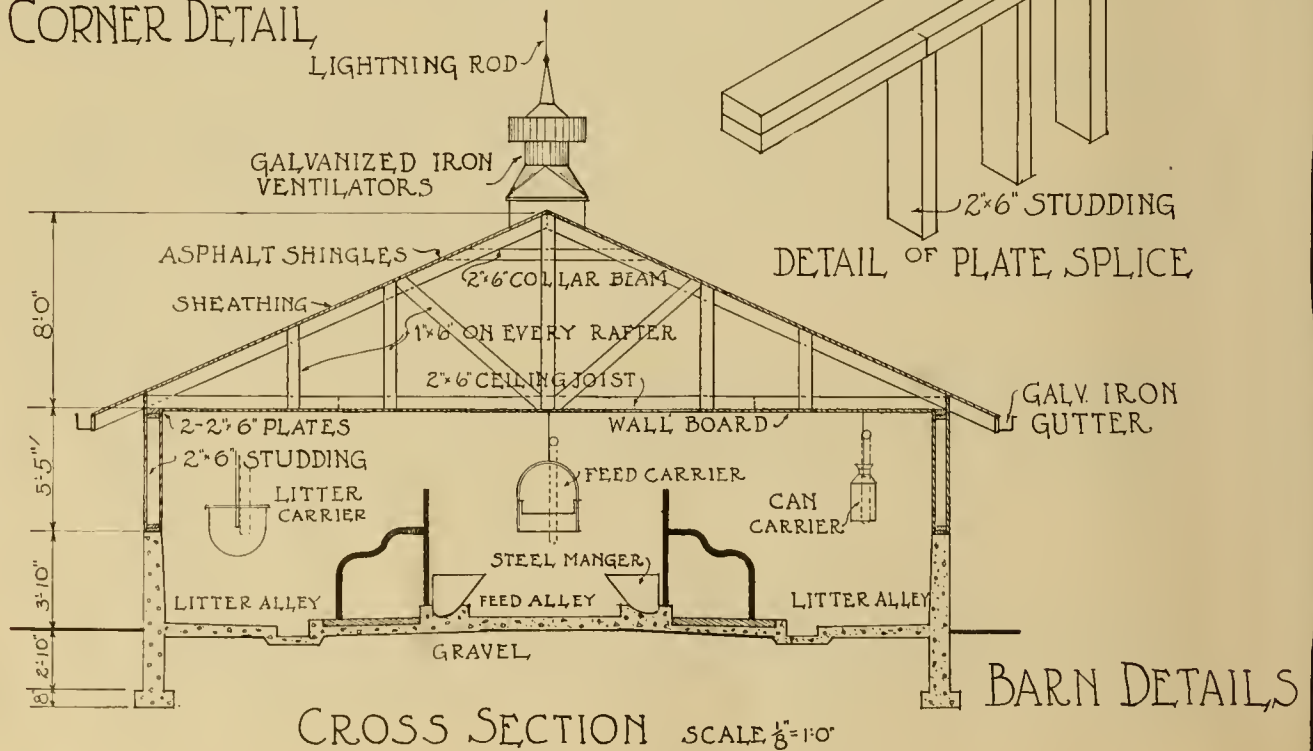 CORNER DETAIL
LIGHTNING ROD
GALVANIZED IRON
VENTILATORS
2"×6" STUDDING
DETAIL OF PLATE SPLICE
ASPHALT SHINGLES
2"×6" COLLAR BEAM
SHEATHING
8'-0"
1"×6" ON EVERY RAFTER
2"×6" CEILING JOIST
GALV. IRON
GUTTER
2-2"×6" PLATES
WALL BOARD
2"×6" STUDDING
5'-5"
FEED CARRIER
LITTER
CARRIER
CAN
CARRIER
STEEL MANGER
3'-10"
LITTER ALLEY
FEED ALLEY
LITTER ALLEY
GRAVEL
2'-10"
8"
BARN DETAILS
CROSS SECTION SCALE 1/8"=1'-0"